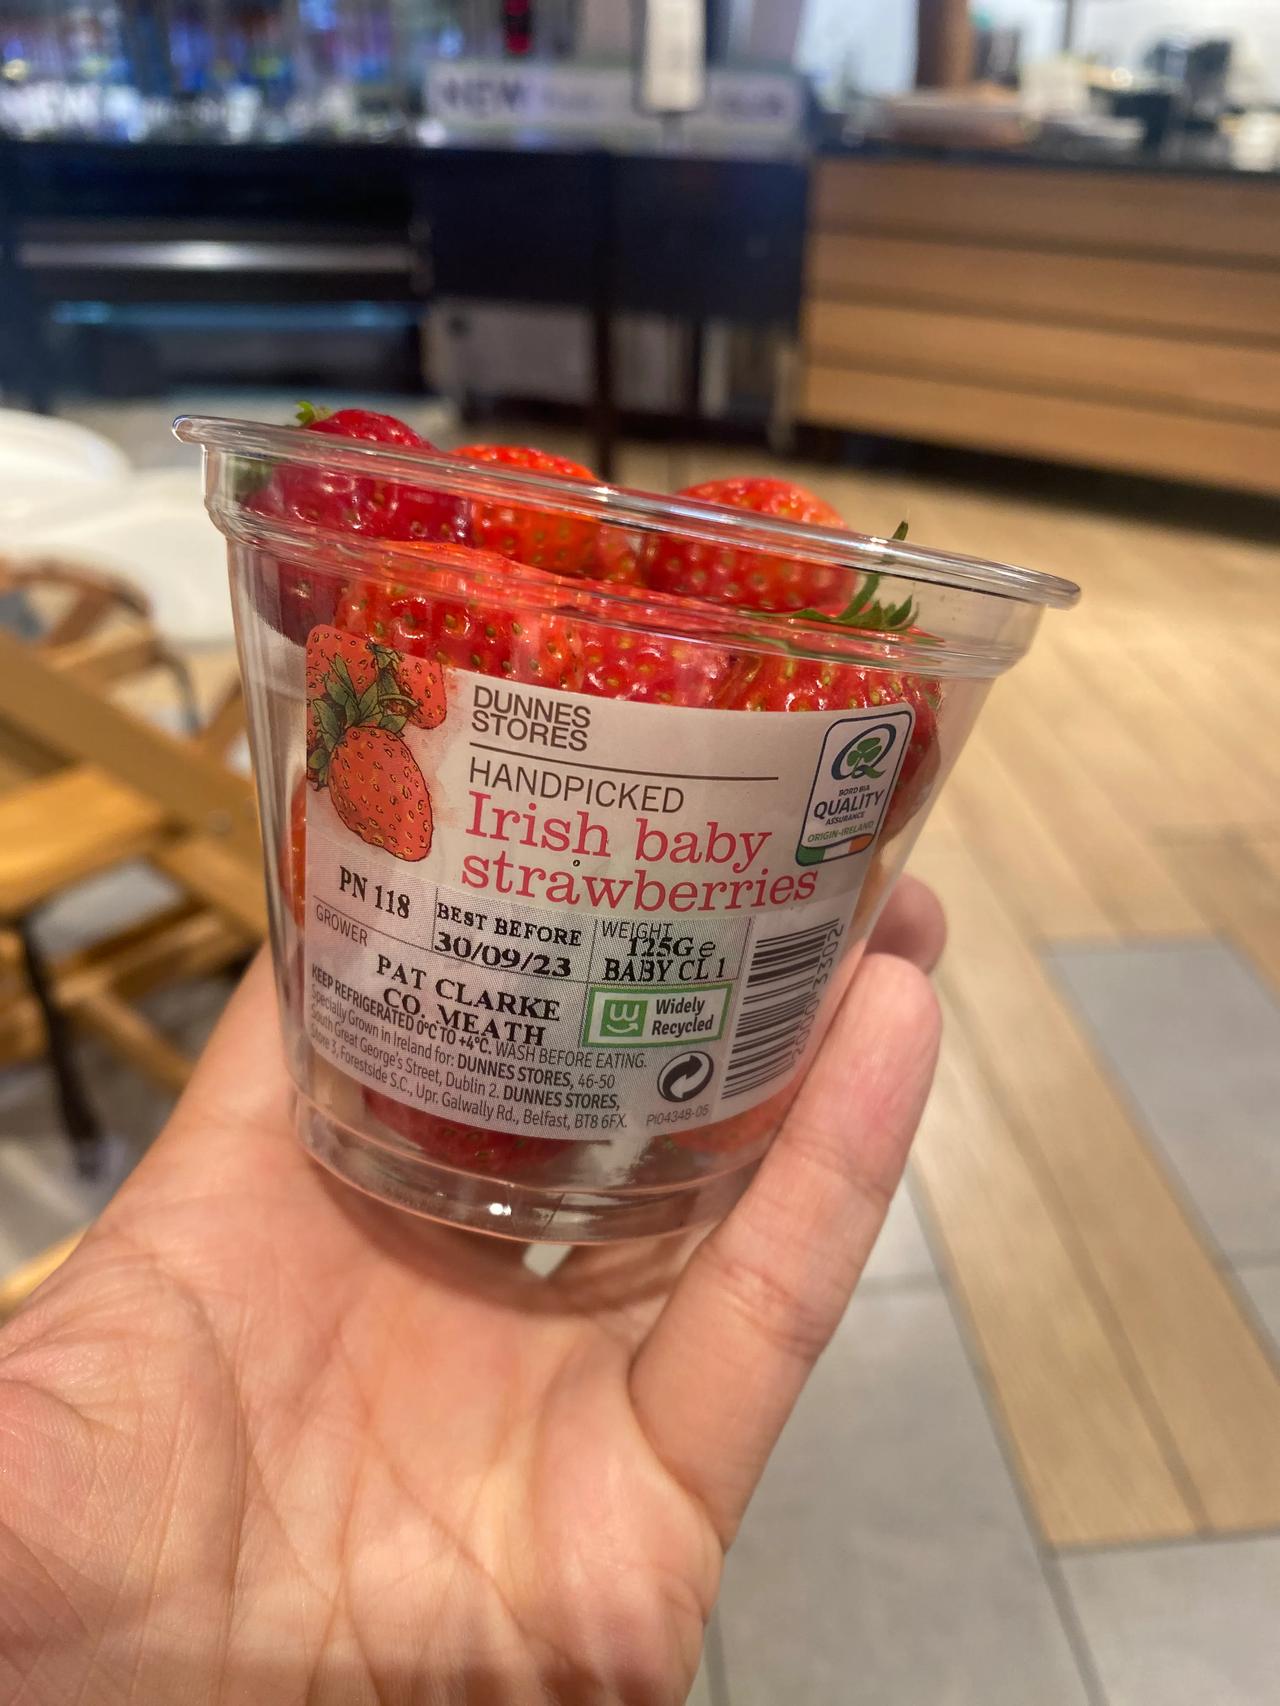 NEW
DUNNES
STORES
HANDPICKED
Irish baby
strawberries
BORD BIA
QUALITY
ASSURANCE
ORIGIN-IRELAND
PN 118
GROWER
BEST BEFORE
30/09/23
WEIGHT
125G e
BABY CL 1
PAT CLARKE
CO. MEATH
Widely
Recycled
KEEP REFRIGERATED 0°C TO +4°C. WASH BEFORE EATING.
Specially Grown in Ireland for: DUNNES STORES, 46-50
South Great George's Street, Dublin 2. DUNNES STORES,
Store 3, Forestside S.C., Upr. Galwally Rd., Belfast, BT8 6FX.
PI04348-05